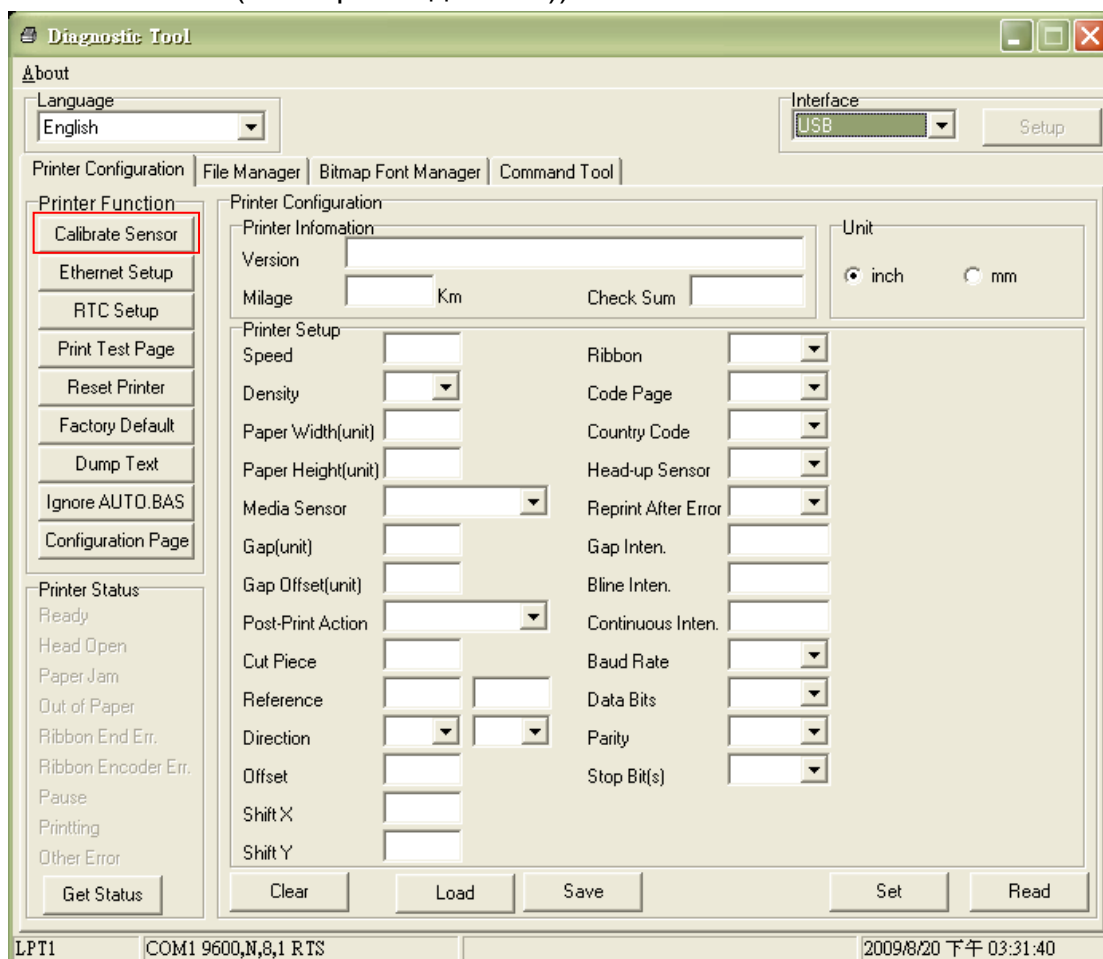 Diagnostic Tool
About
Language
English
Interface
USB
Setup
Printer Configuration
File Manager
Bitmap Font Manager
Command Tool
Printer Function
Calibrate Sensor
Ethernet Setup
RTC Setup
Print Test Page
Reset Printer
Factory Default
Dump Text
Ignore AUTO.BAS
Configuration Page
Printer Status
Ready
Head Open
Paper Jam
Out of Paper
Ribbon End Err.
Ribbon Encoder Err.
Pause
Printting
Other Error
Get Status
Printer Configuration
Printer Infomation
Version
Milage
Km
Check Sum
Unit
inch
mm
Printer Setup
Speed
Density
Paper Width(unit)
Paper Height(unit)
Media Sensor
Gap(unit)
Gap Offset(unit)
Post-Print Action
Cut Piece
Reference
Direction
Offset
Shift X
Shift Y
Ribbon
Code Page
Country Code
Head-up Sensor
Reprint After Error
Gap Inten.
Bline Inten.
Continuous Inten.
Baud Rate
Data Bits
Parity
Stop Bit(s)
Clear
Load
Save
Set
Read
LPT1
COM1 9600,N,8,1 RTS
2009/8/20 下午 03:31:40